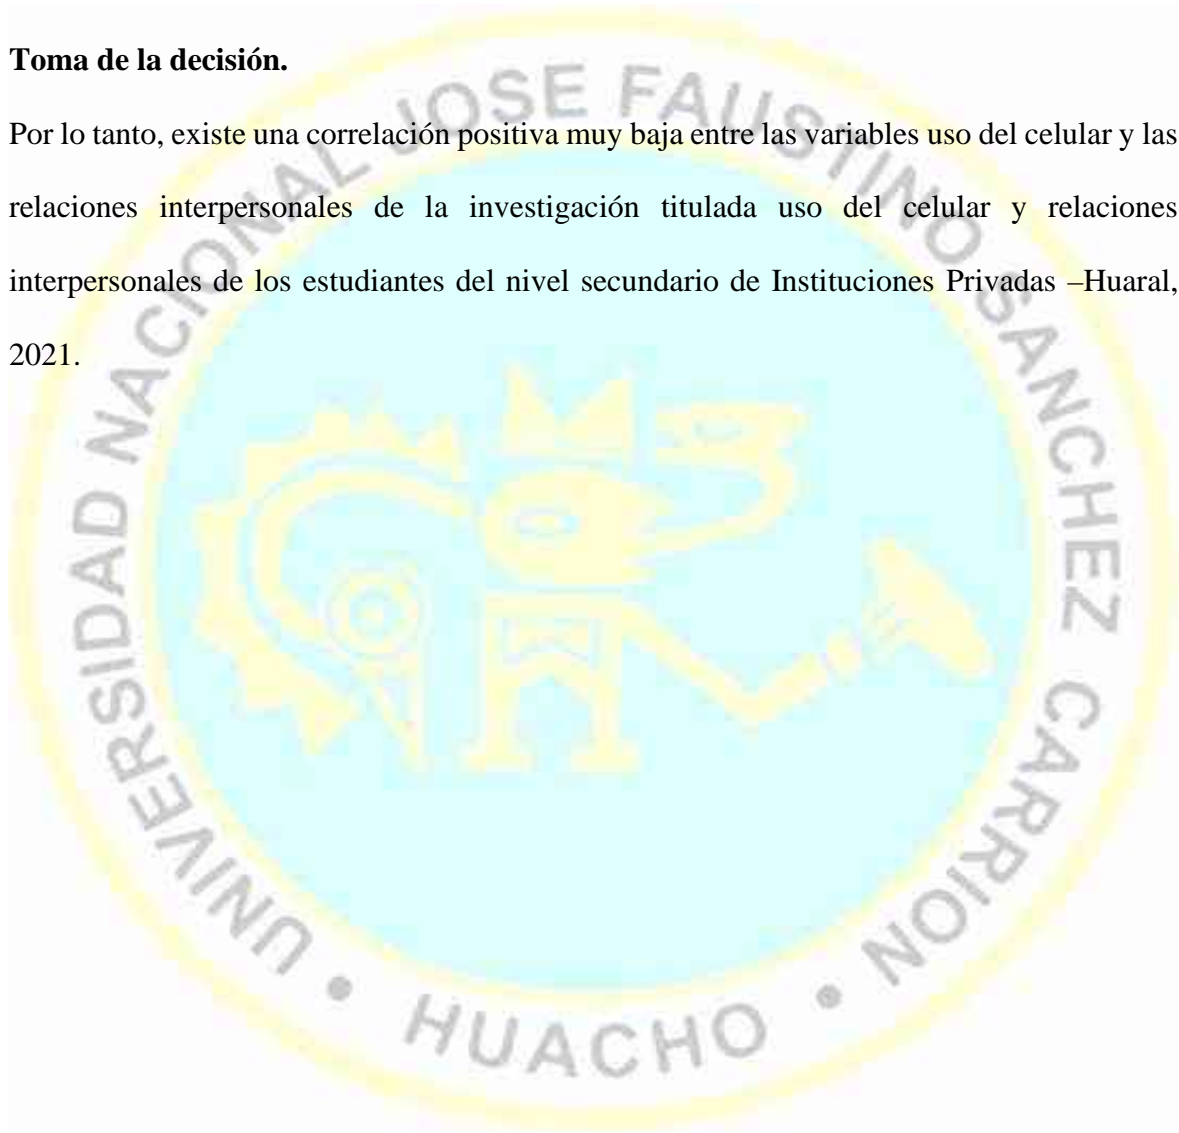 Toma de la decisión.
Por lo tanto, existe una correlación positiva muy baja entre las variables uso del celular y las
relaciones interpersonales de la investigación titulada uso del celular y relaciones
interpersonales de los estudiantes del nivel secundario de Instituciones Privadas –Huaral,
2021.
UNIVERSIDAD NACIONAL JOSE FAUSTINO SANCHEZ CARRION • HUACHO •